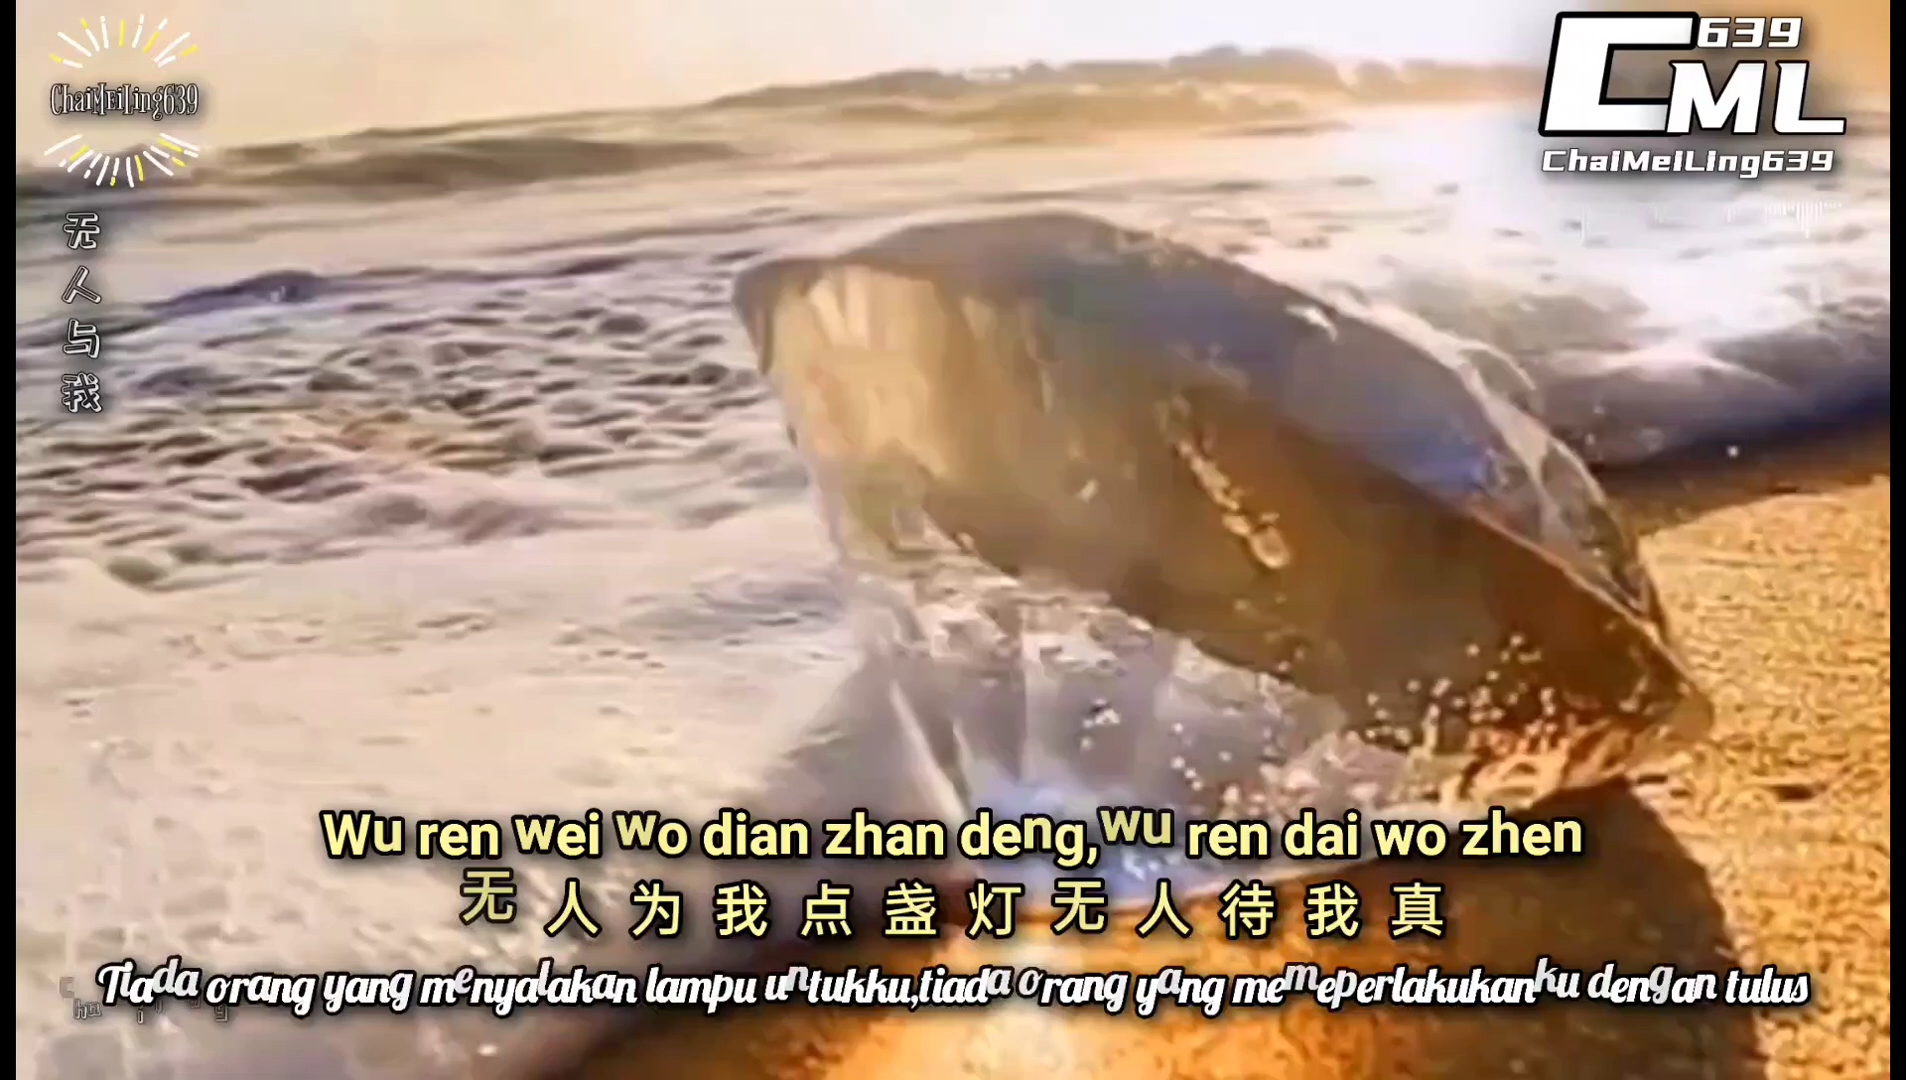 ChaiMEiLing639
639
CML
ChaiMeiLing639
无人与我
Wu ren wei wo dian zhan deng,wu ren dai wo zhen
无人为我点盏灯无人待我真
Tiada orang yang menyalakan lampu untukku,tiada orang yang memeperlakukanku dengan tulus